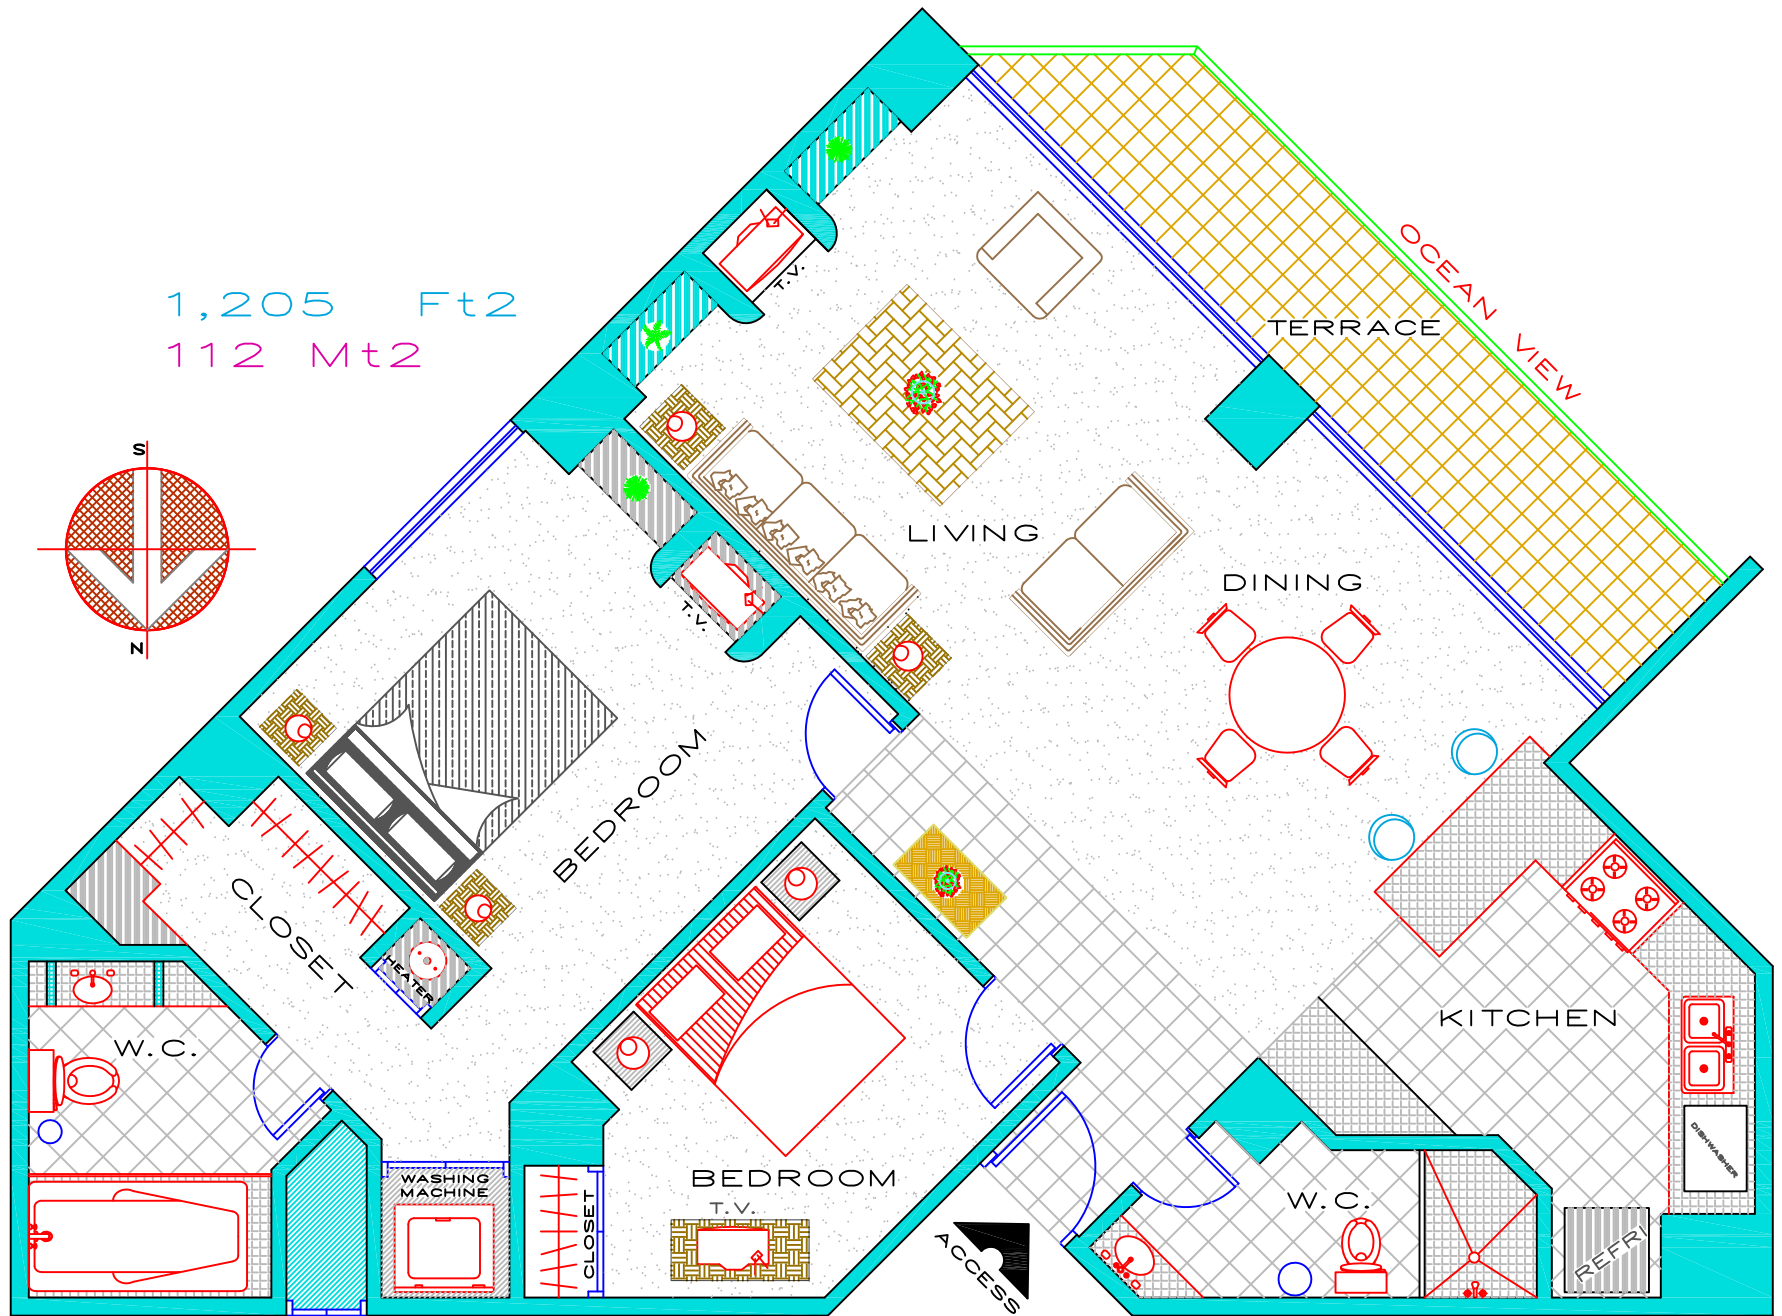 1,205 Ft2
112 Mt2
S
N
T.V.
OCEAN VIEW
TERRACE
LIVING
DINING
T.V.
BEDROOM
CLOSET
HEATER
W.C.
KITCHEN
DISHWASHER
WASHING
MACHINE
CLOSET
BEDROOM
T.V.
W.C.
REFRI
ACCESS